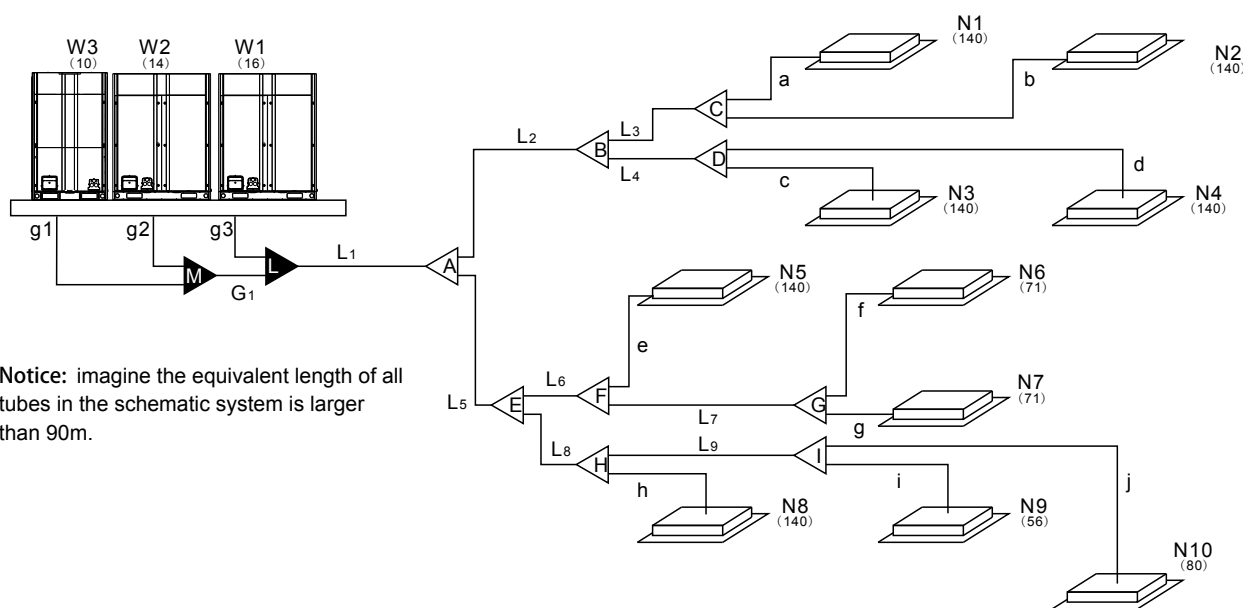 W3
(10)
W2
(14)
W1
(16)
g1
g2
g3
M
L
G1
L1
A
L2
B
L3
L4
C
D
a
N1
(140)
b
N2
(140)
c
N3
(140)
d
N4
(140)
L5
E
L6
F
e
N5
(140)
L7
G
f
N6
(71)
g
N7
(71)
L8
H
L9
I
h
N8
(140)
i
N9
(56)
j
N10
(80)
Notice: imagine the equivalent length of all
tubes in the schematic system is larger
than 90m.